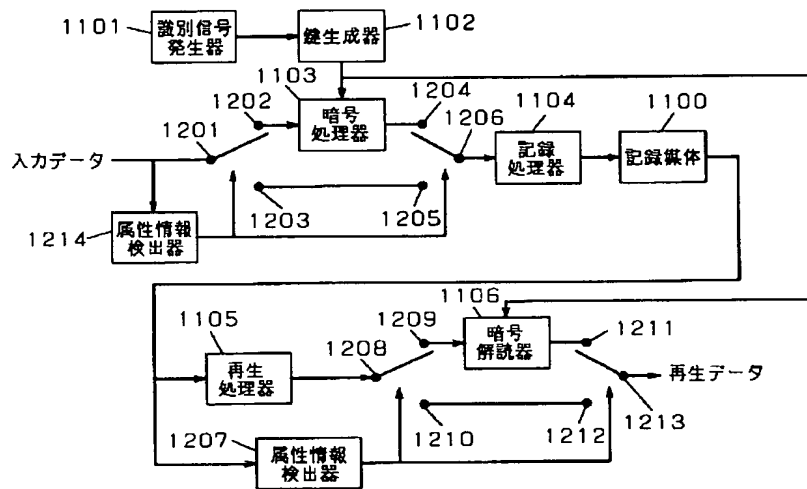 1101
識別信号
発生器
鍵生成器
1102
1103
暗号
処理器
1202
1204
1201
1206
1104
1100
入力データ
記録
処理器
記録媒体
1203
1205
1214
属性情報
検出器
1106
1105
1209
暗号
解読器
1211
1208
再生
処理器
再生データ
1207
属性情報
検出器
1210
1212
1213